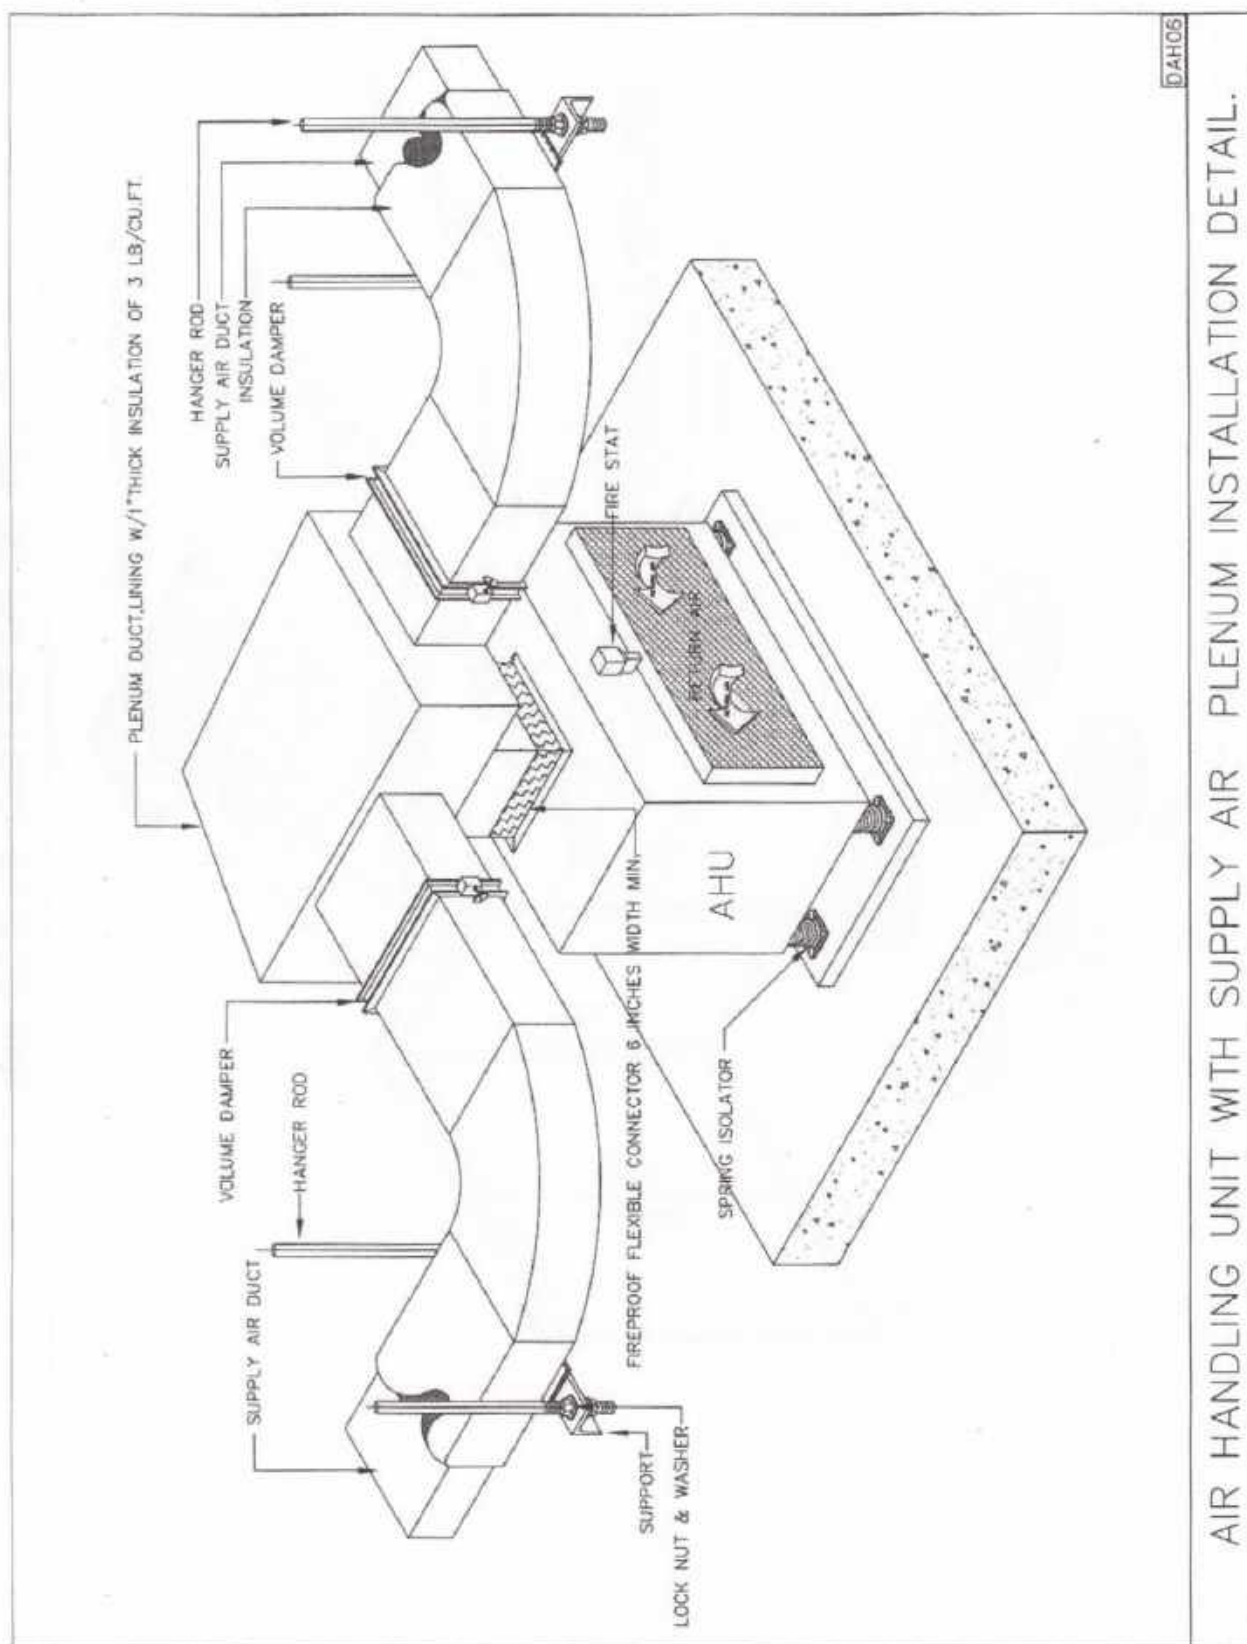 PLENUM DUCT,LINING W/1"THICK INSULATION OF 3 LB/CU.FT.
HANGER ROD
SUPPLY AIR DUCT
INSULATION
VOLUME DAMPER
VOLUME DAMPER
HANGER ROD
SUPPLY AIR DUCT
FIRE STAT
RETURN AIR
AHU
FIREPROOF FLEXIBLE CONNECTOR 6 INCHES WIDTH MIN.
SPRING ISOLATOR
SUPPORT
LOCK NUT & WASHER
DAH06
AIR HANDLING UNIT WITH SUPPLY AIR PLENUM INSTALLATION DETAIL.